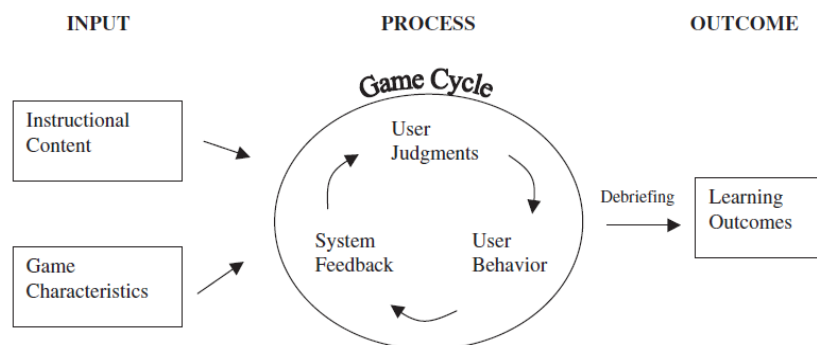 INPUT
PROCESS
OUTCOME
Game Cycle
Instructional
Content
User
Judgments
Debriefing
Learning
Outcomes
System
Feedback
User
Behavior
Game
Characteristics